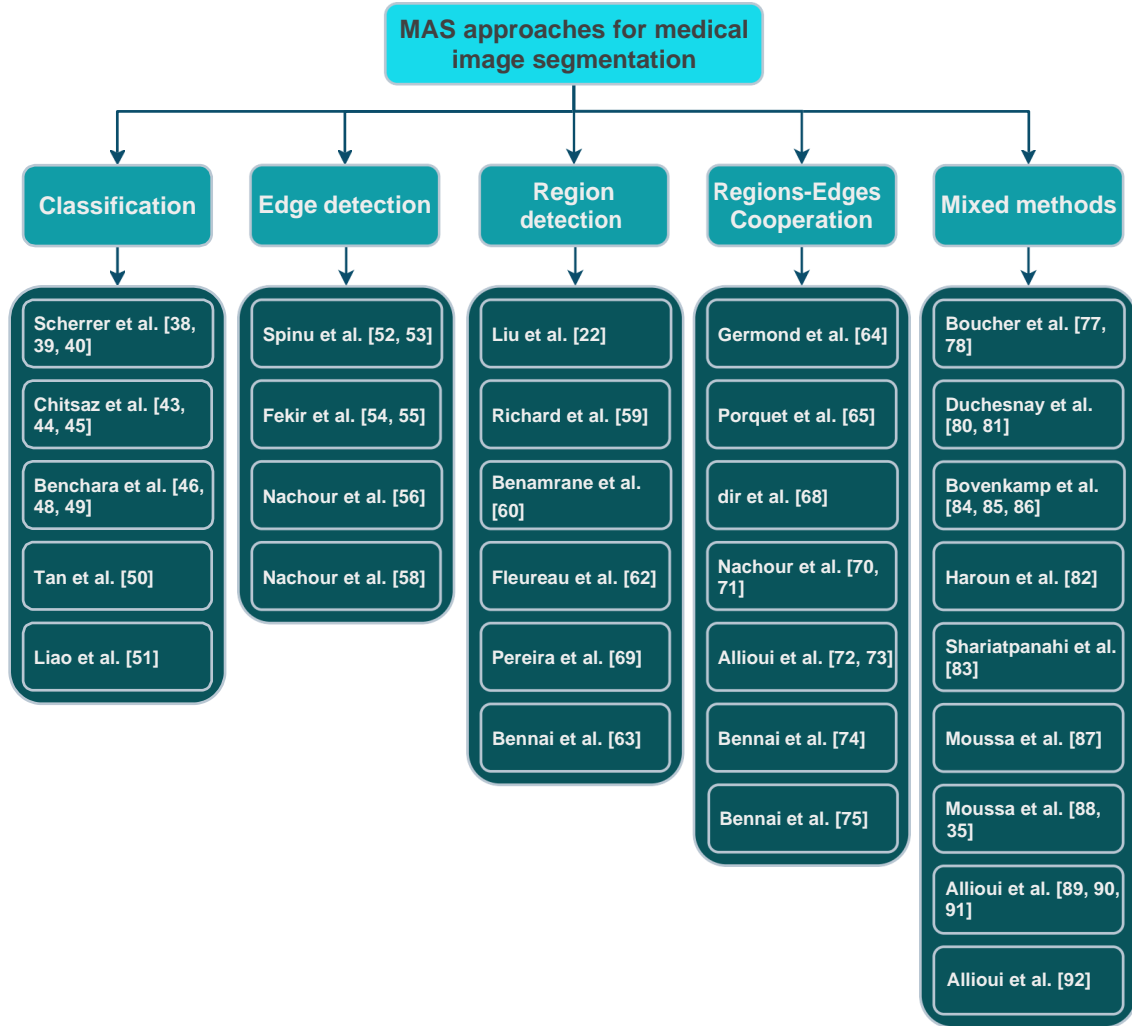 MAS approaches for medical
image segmentation
Classification
Edge detection
Region
detection
Regions-Edges
Cooperation
Mixed methods
Scherrer et al. [38,
39, 40]
Chitsaz et al. [43,
44, 45]
Benchara et al. [46,
48, 49]
Tan et al. [50]
Liao et al. [51]
Spinu et al. [52, 53]
Fekir et al. [54, 55]
Nachour et al. [56]
Nachour et al. [58]
Liu et al. [22]
Richard et al. [59]
Benamrane et al.
[60]
Fleureau et al. [62]
Pereira et al. [69]
Bennai et al. [63]
Germond et al. [64]
Porquet et al. [65]
dir et al. [68]
Nachour et al. [70,
71]
Allioui et al. [72, 73]
Bennai et al. [74]
Bennai et al. [75]
Boucher et al. [77,
78]
Duchesnay et al.
[80, 81]
Bovenkamp et al.
[84, 85, 86]
Haroun et al. [82]
Shariatpanahi et al.
[83]
Moussa et al. [87]
Moussa et al. [88,
35]
Allioui et al. [89, 90,
91]
Allioui et al. [92]